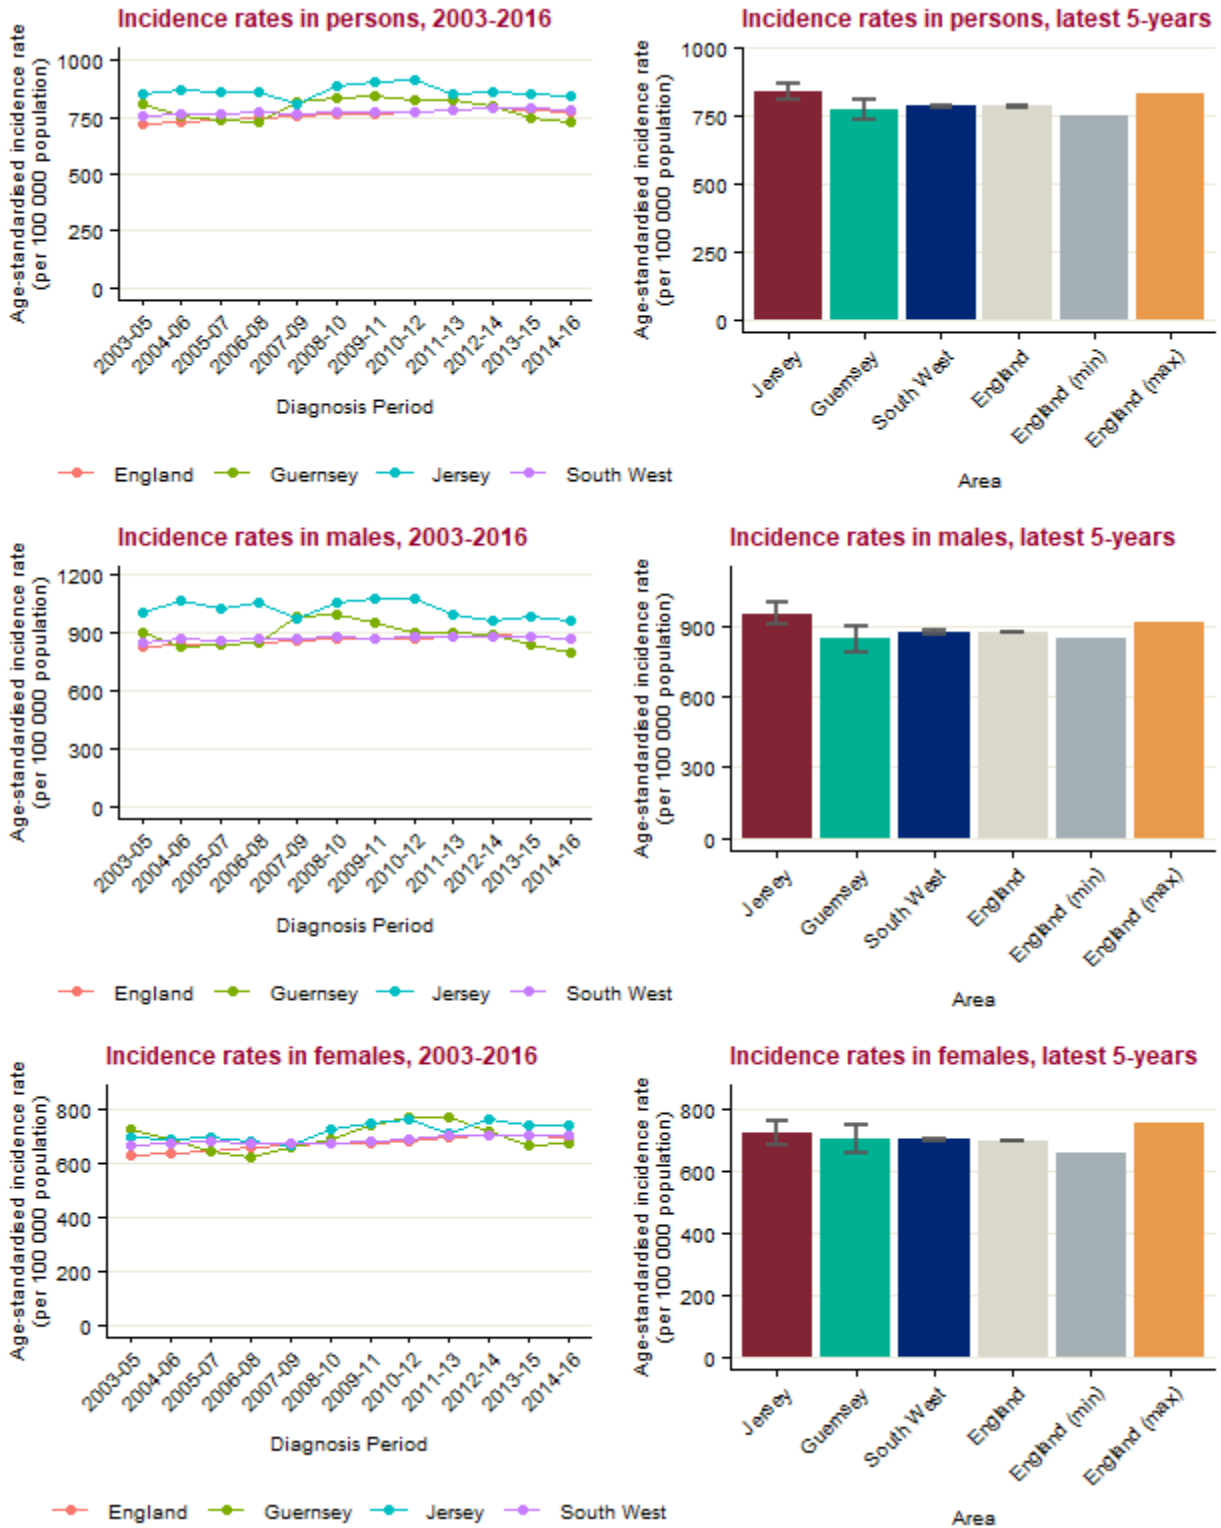 Incidence rates in persons, 2003-2016
Age-standardised incidence rate
(per 100 000 population)
1000
750
500
250
0
2003-05
2004-06
2005-07
2006-08
2007-09
2008-10
2009-11
2010-12
2011-13
2012-14
2013-15
2014-16
Diagnosis Period
England Guernsey Jersey South West
Incidence rates in persons, latest 5-years
Age-standardised incidence rate
(per 100 000 population)
1000
750
500
250
0
Jersey
Guernsey
South West
England
England (min)
England (max)
Area
Incidence rates in males, 2003-2016
Age-standardised incidence rate
(per 100 000 population)
1200
900
600
300
0
2003-05
2004-06
2005-07
2006-08
2007-09
2008-10
2009-11
2010-12
2011-13
2012-14
2013-15
2014-16
Diagnosis Period
England Guernsey Jersey South West
Incidence rates in males, latest 5-years
Age-standardised incidence rate
(per 100 000 population)
900
600
300
0
Jersey
Guernsey
South West
England
England (min)
England (max)
Area
Incidence rates in females, 2003-2016
Age-standardised incidence rate
(per 100 000 population)
800
600
400
200
0
2003-05
2004-06
2005-07
2006-08
2007-09
2008-10
2009-11
2010-12
2011-13
2012-14
2013-15
2014-16
Diagnosis Period
England Guernsey Jersey South West
Incidence rates in females, latest 5-years
Age-standardised incidence rate
(per 100 000 population)
800
600
400
200
0
Jersey
Guernsey
South West
England
England (min)
England (max)
Area